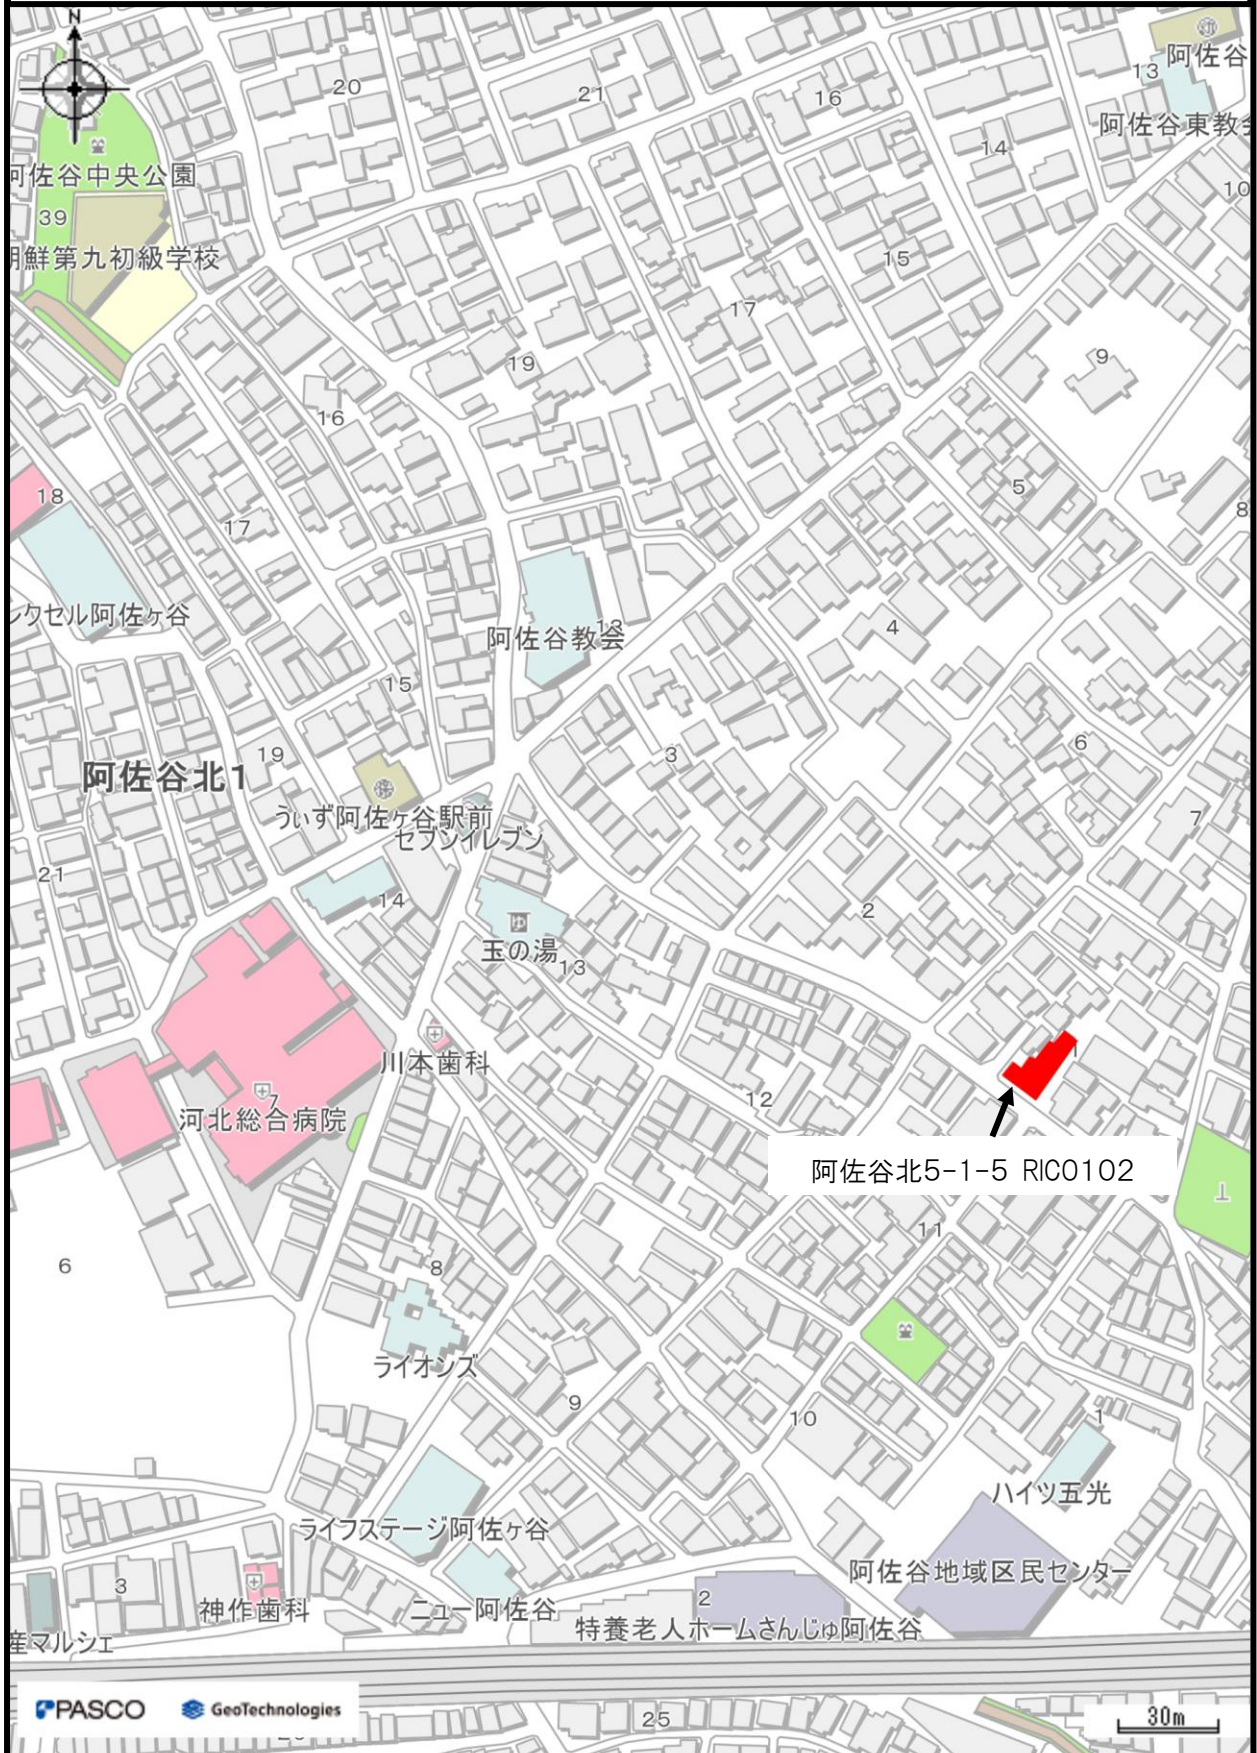 N
阿佐谷
13
20
21
16
阿佐谷東教会
14
阿佐谷中央公園
10
39
15
朝鮮第九初級学校
17
9
19
16
5
18
17
8
レクセル阿佐ヶ谷
阿佐谷教会
13
4
15
3
6
19
阿佐谷北1
うぃず阿佐ヶ谷駅前
セブンイレブン
7
21
14
2
玉の湯
13
1
川本歯科
12
7
河北総合病院
阿佐谷北5-1-5 RICO102
11
6
8
ライオンズ
9
10
1
ハイツ五光
ライフステージ阿佐ヶ谷
阿佐谷地域区民センター
3
2
神作歯科
ニュー阿佐谷
特養老人ホームさんじゅ阿佐谷
産マルシェ
PASCO
GeoTechnologies
25
30m